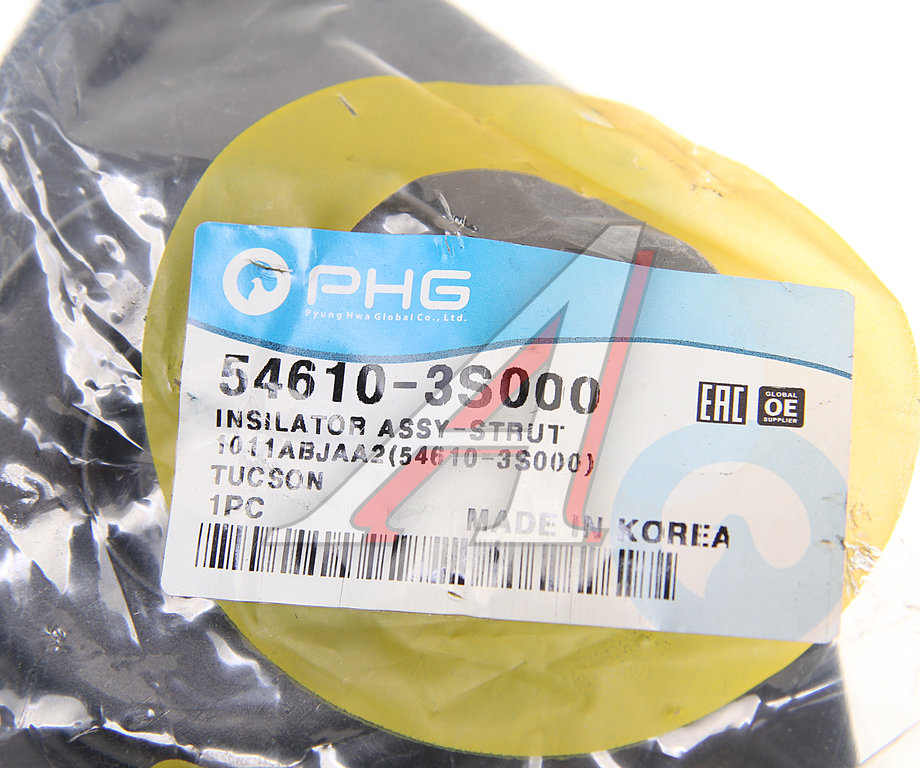 PHG
Pyung Hwa Global Co., Ltd.
54610-3S000
INSILATOR ASSY-STRUT
1011ABJAA2(54610-3S000)
TUCSON
1PC
MADE IN KOREA
EAC
GLOBAL
OE
SUPPLIER